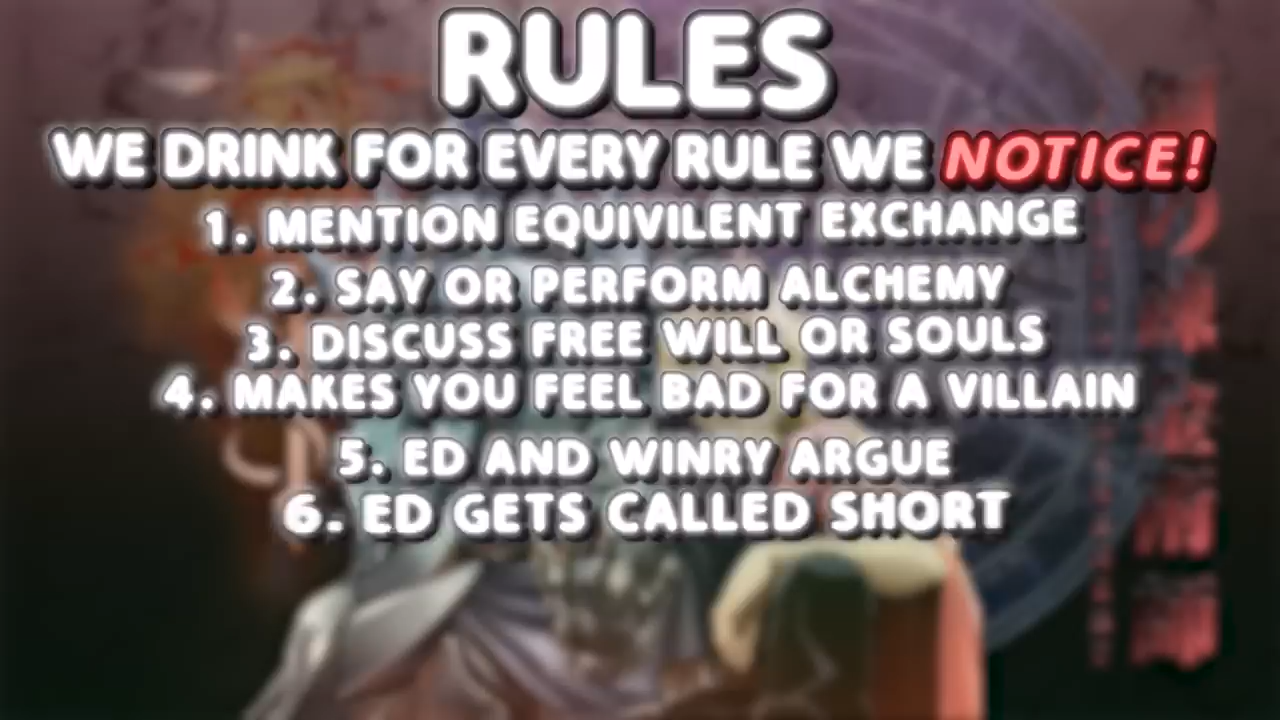 RULES
WE DRINK FOR EVERY RULE WE NOTICE!
1. MENTION EQUIVILENT EXCHANGE
2. SAY OR PERFORM ALCHEMY
3. DISCUSS FREE WILL OR SOULS
4. MAKES YOU FEEL BAD FOR A VILLAIN
5. ED AND WINRY ARGUE
6. ED GETS CALLED SHORT